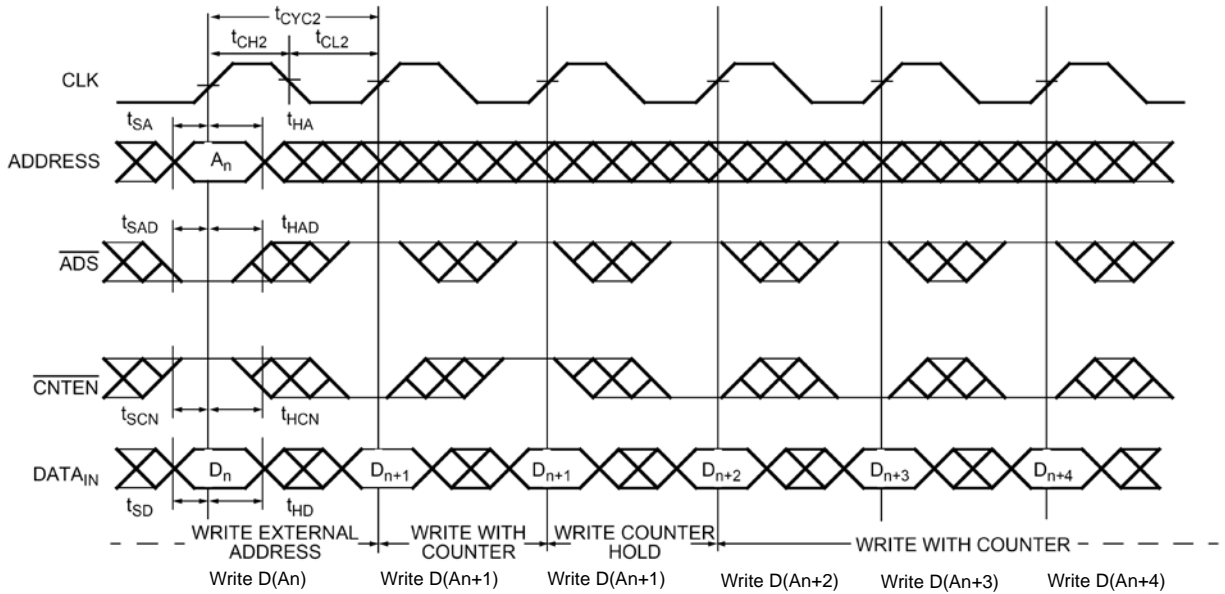 tCYC2
tCH2 tCL2
CLK
tSA tHA
ADDRESS An
tSAD tHAD
ADS
CNTEN
tSCN tHCN
DATAIN Dn Dn+1 Dn+1 Dn+2 Dn+3 Dn+4
tSD tHD
WRITE EXTERNAL ADDRESS
WRITE WITH COUNTER
WRITE COUNTER HOLD
WRITE WITH COUNTER
Write D(An) Write D(An+1) Write D(An+1) Write D(An+2) Write D(An+3) Write D(An+4)